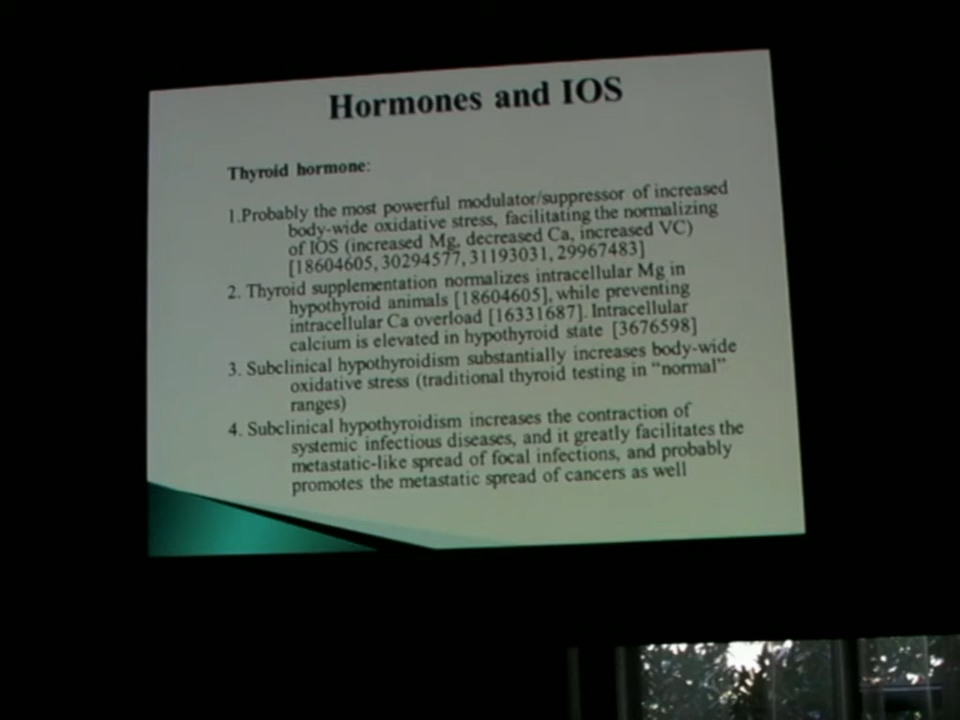 Hormones and IOS
Thyroid hormone:
1.Probably the most powerful modulator/suppressor of increased
body-wide oxidative stress, facilitating the normalizing
of IOS (increased Mg, decreased Ca, increased VC)
[18604605, 30294577, 31193031, 29967483]
2. Thyroid supplementation normalizes intracellular Mg in
hypothyroid animals [18604605], while preventing
intracellular Ca overload [16331687]. Intracellular
calcium is elevated in hypothyroid state [3676598]
3. Subclinical hypothyroidism substantially increases body-wide
oxidative stress (traditional thyroid testing in “normal”
ranges)
4. Subclinical hypothyroidism increases the contraction of
systemic infectious diseases, and it greatly facilitates the
metastatic-like spread of focal infections, and probably
promotes the metastatic spread of cancers as well